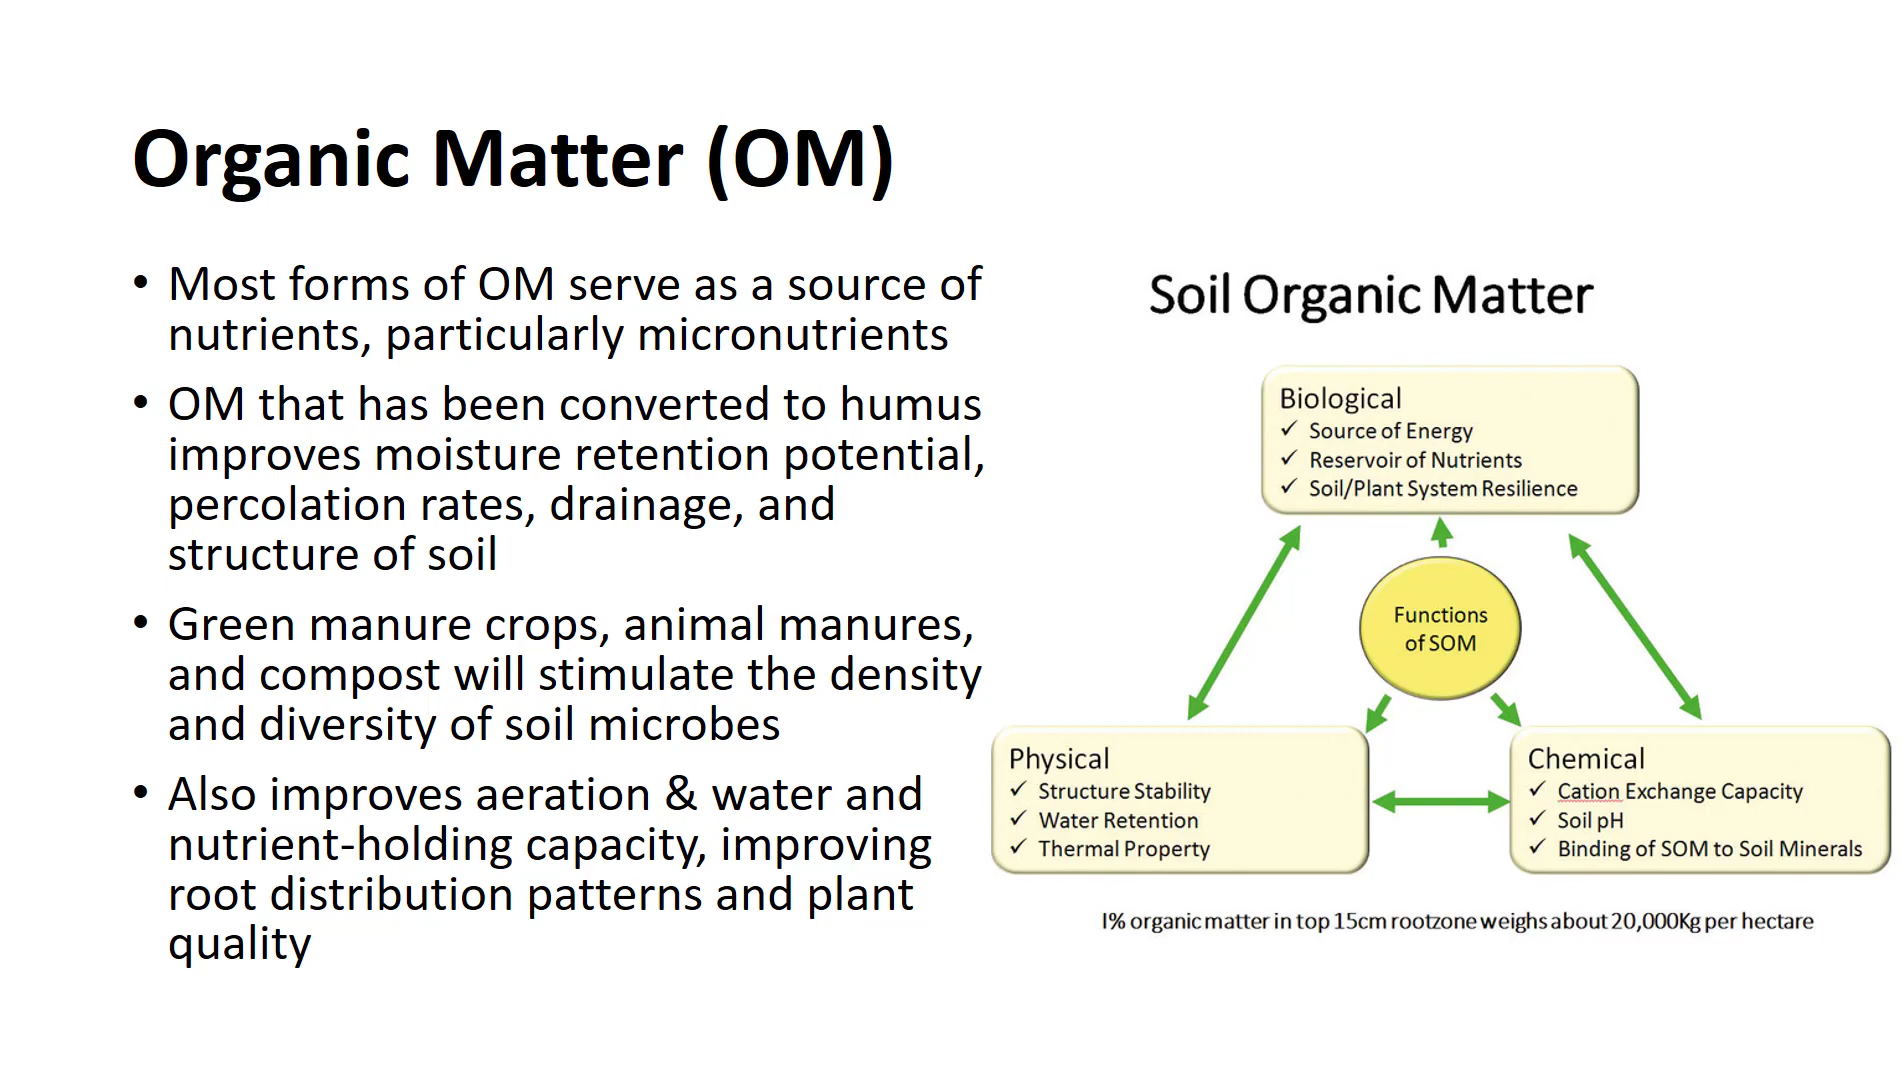 Organic Matter (OM)
• Most forms of OM serve as a source of
nutrients, particularly micronutrients
• OM that has been converted to humus
improves moisture retention potential,
percolation rates, drainage, and
structure of soil
• Green manure crops, animal manures,
and compost will stimulate the density
and diversity of soil microbes
• Also improves aeration & water and
nutrient-holding capacity, improving
root distribution patterns and plant
quality
Soil Organic Matter
Biological
✓ Source of Energy
✓ Reservoir of Nutrients
✓ Soil/Plant System Resilience
Functions
of SOM
Physical
✓ Structure Stability
✓ Water Retention
✓ Thermal Property
Chemical
✓ Cation Exchange Capacity
✓ Soil pH
✓ Binding of SOM to Soil Minerals
I% organic matter in top 15cm rootzone weighs about 20,000Kg per hectare